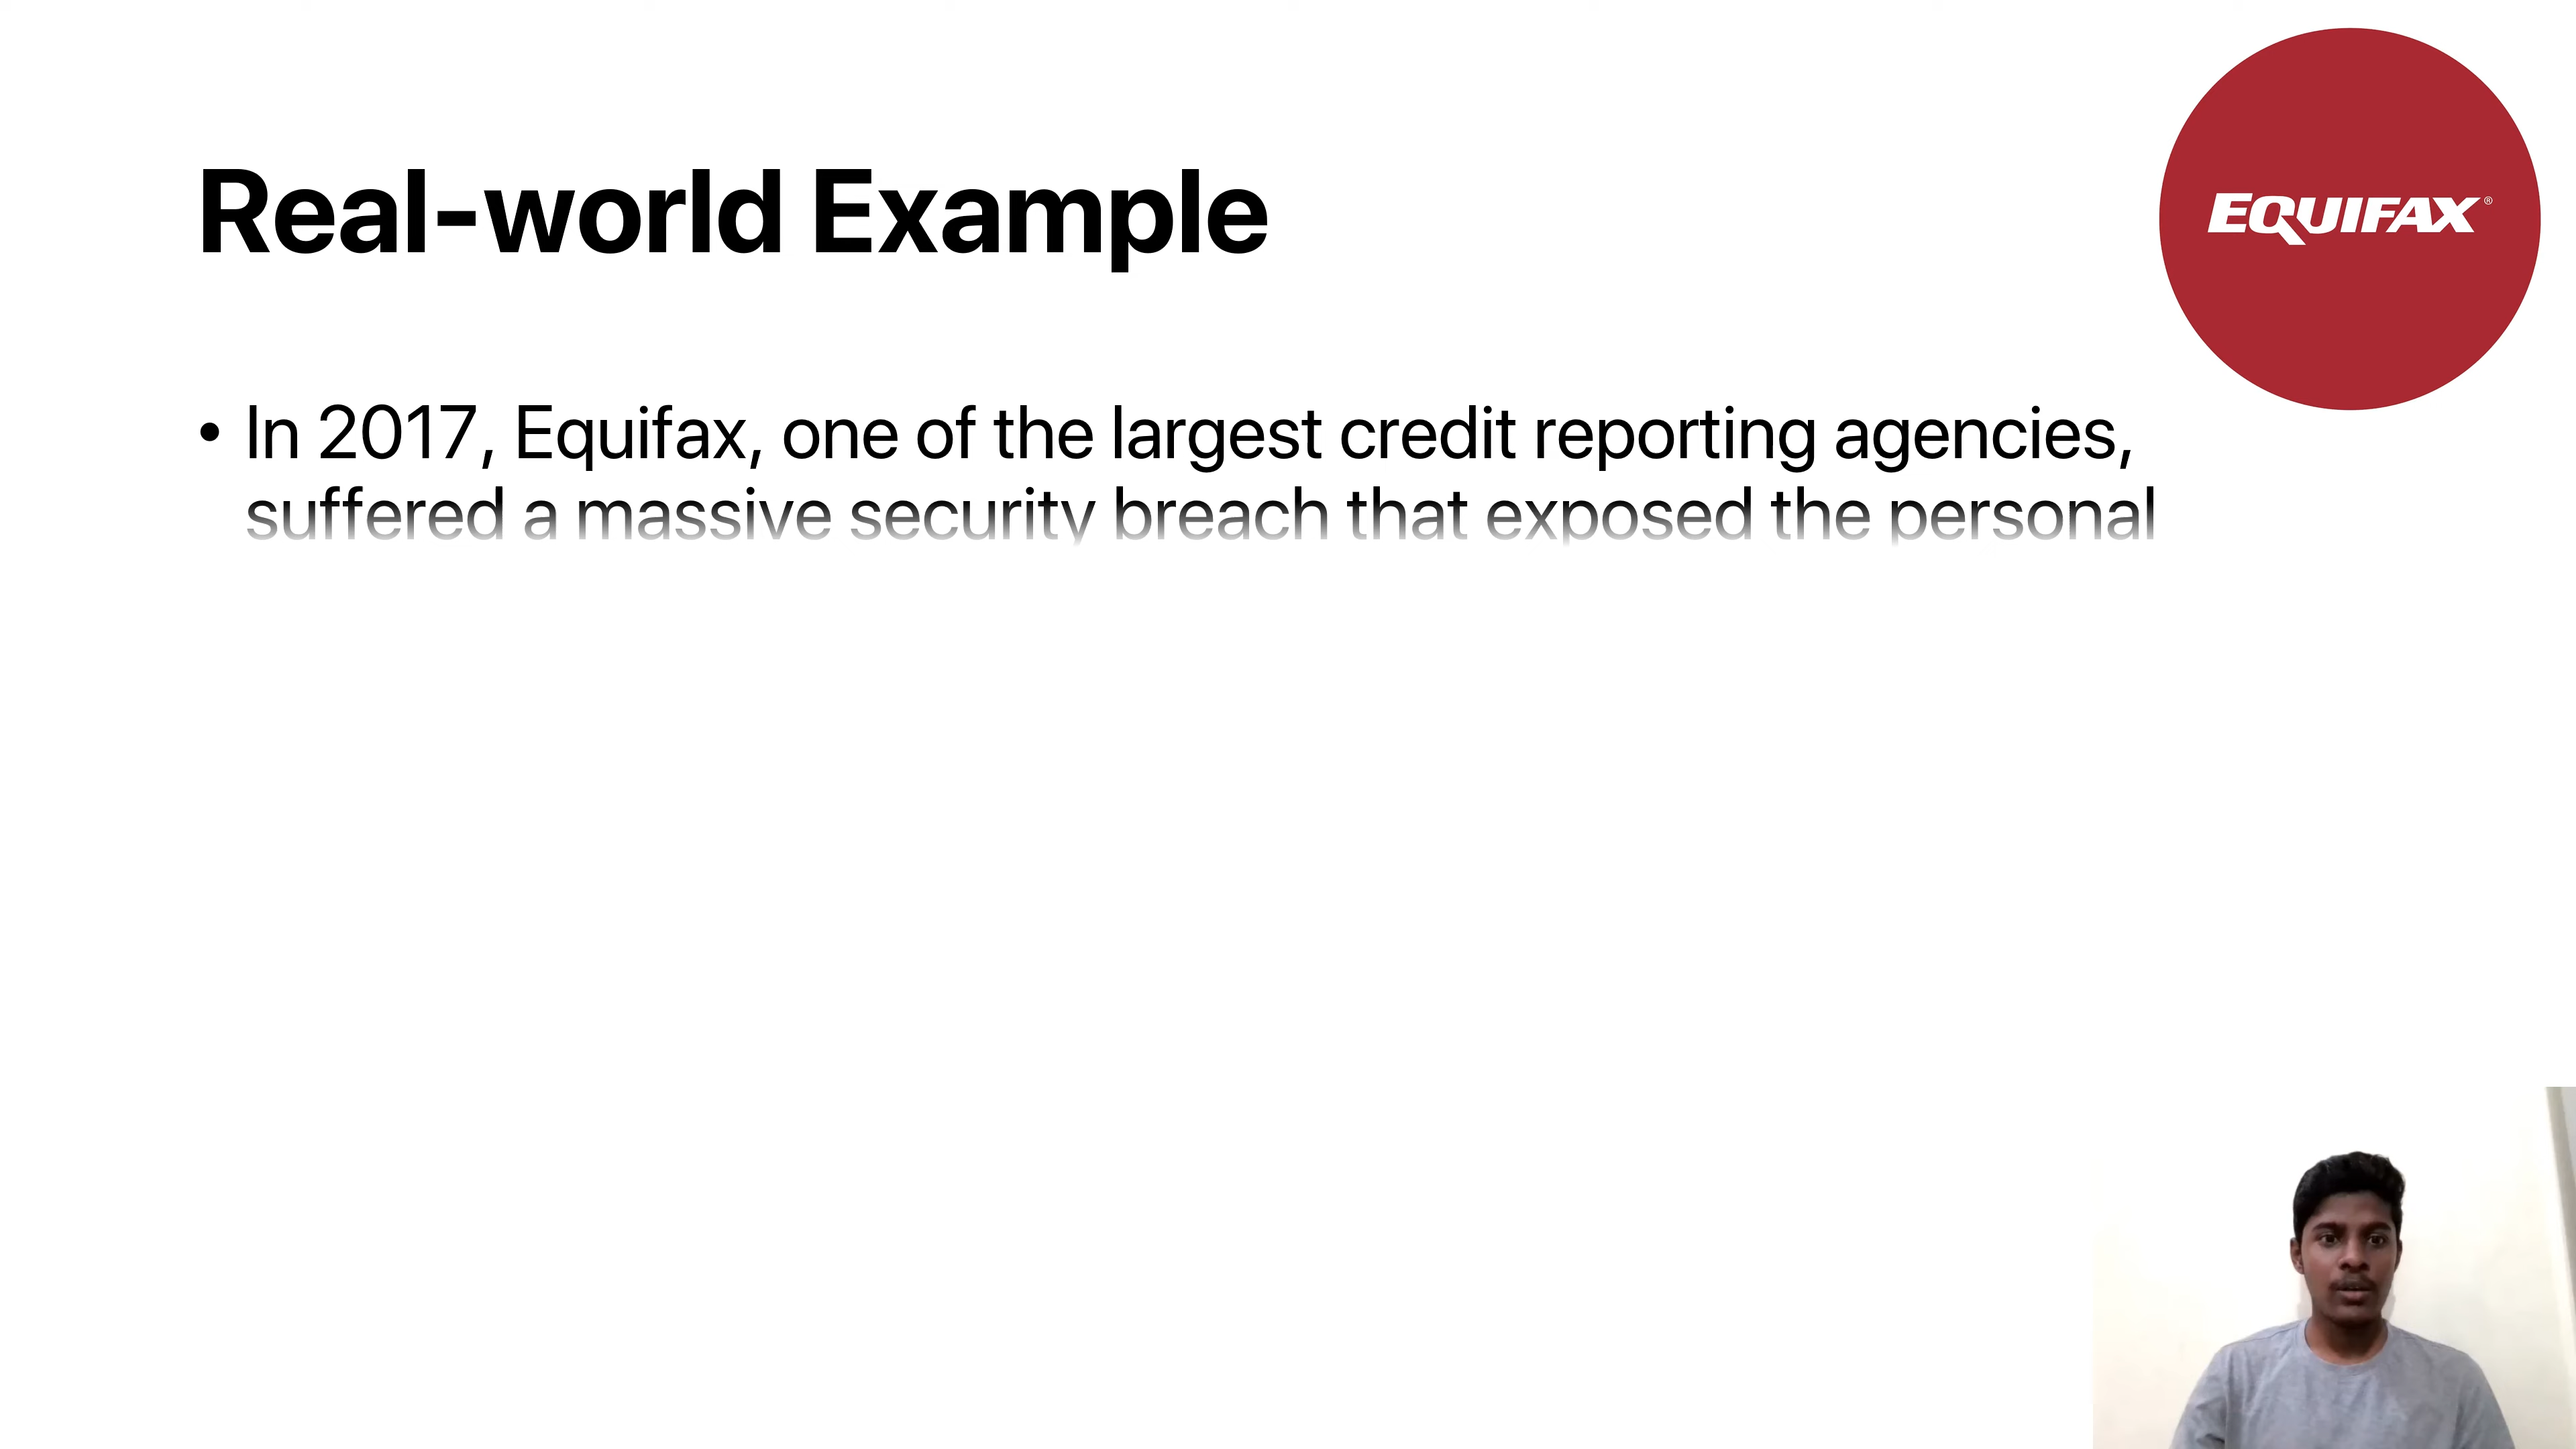 EQUIFAX®
Real-world Example
• In 2017, Equifax, one of the largest credit reporting agencies,
suffered a massive security breach that exposed the personal